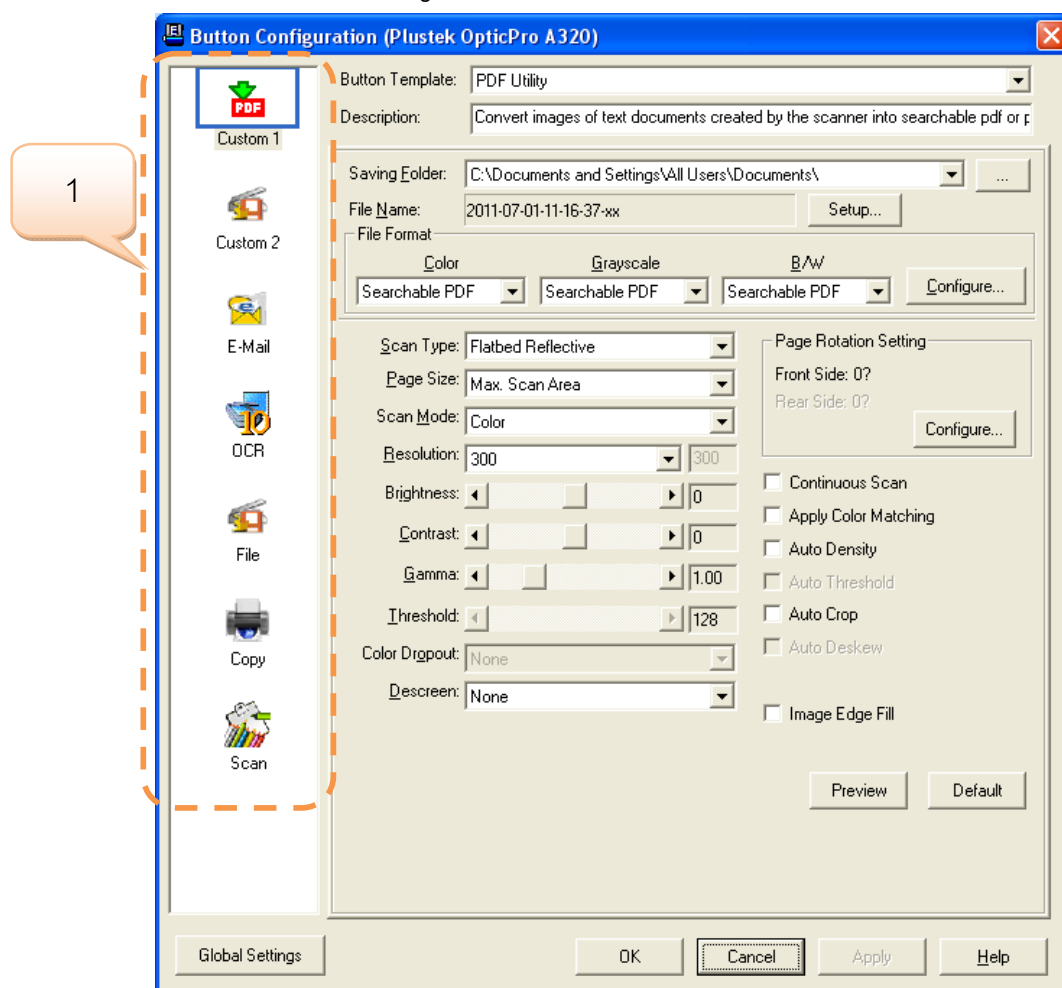 Button Configuration (Plustek OpticPro A320)
1
PDF
Custom 1
Custom 2
E-Mail
OCR
File
Copy
Scan
Button Template: PDF Utility
Description: Convert images of text documents created by the scanner into searchable pdf or p
Saving Folder: C:\Documents and Settings\All Users\Documents\ ...
File Name: 2011-07-01-11-16-37-xx Setup...
File Format
Color Grayscale B/W
Searchable PDF Searchable PDF Searchable PDF Configure...
Scan Type: Flatbed Reflective
Page Size: Max. Scan Area
Scan Mode: Color
Resolution: 300 300
Brightness: 0
Contrast: 0
Gamma: 1.00
Threshold: 128
Color Dropout: None
Descreen: None
Page Rotation Setting
Front Side: 0?
Rear Side: 0?
Configure...
Continuous Scan
Apply Color Matching
Auto Density
Auto Threshold
Auto Crop
Auto Deskew
Image Edge Fill
Preview Default
Global Settings OK Cancel Apply Help